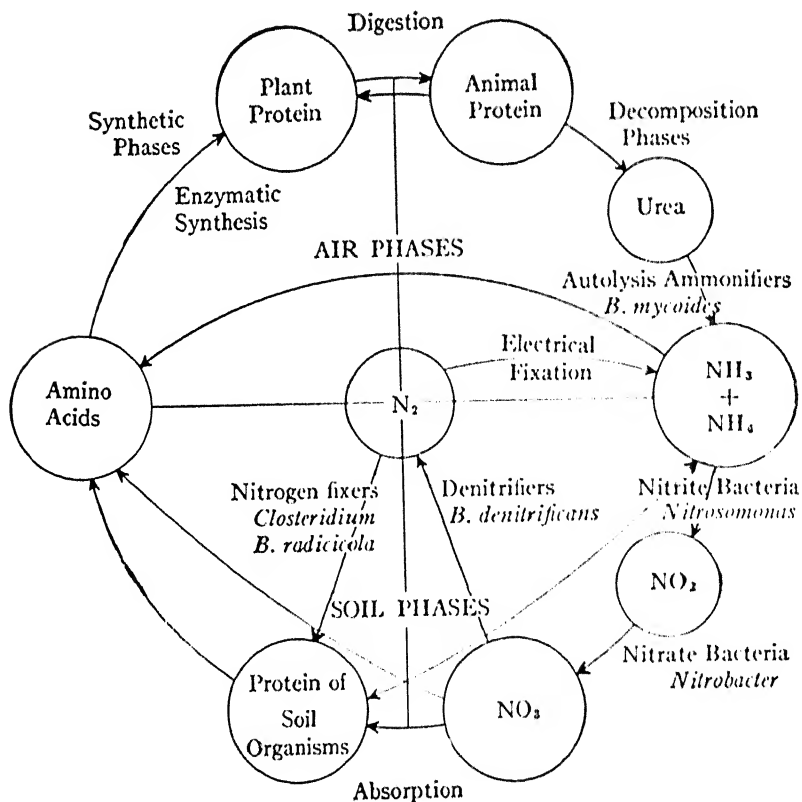 Digestion
Plant
Protein
Animal
Protein
Synthetic
Phases
Decomposition
Phases
Enzymatic
Synthesis
Urea
AIR PHASES
Autolysis Ammonifiers
B. mycoides
Electrical
Fixation
Amino
Acids
N₂
NH₃
+
NH₄
Nitrogen fixers
Closteridium
B. radicicola
Denitrifiers
B. denitrificans
Nitrite Bacteria
Nitrosomonas
NO₂
SOIL PHASES
Nitrate Bacteria
Nitrobacter
Protein of
Soil
Organisms
NO₃
Absorption